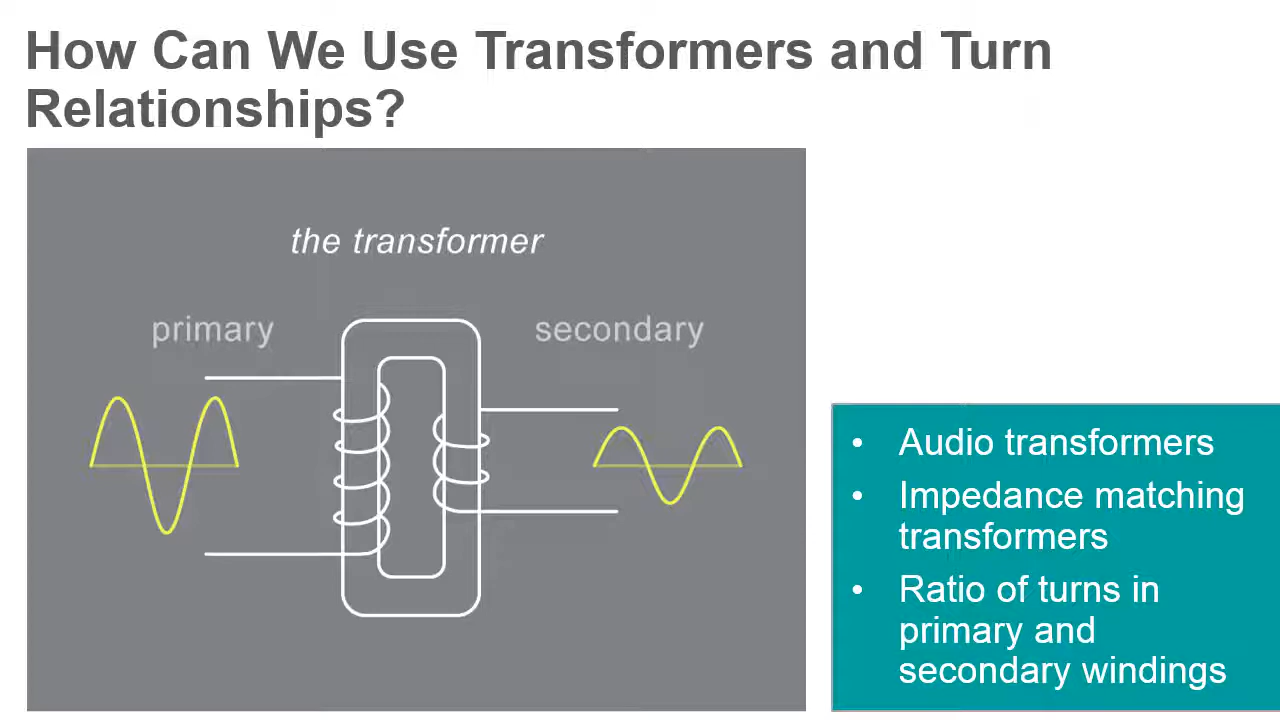 How Can We Use Transformers and Turn
Relationships?
the transformer
primary
secondary
• Audio transformers
• Impedance matching
transformers
• Ratio of turns in
primary and
secondary windings